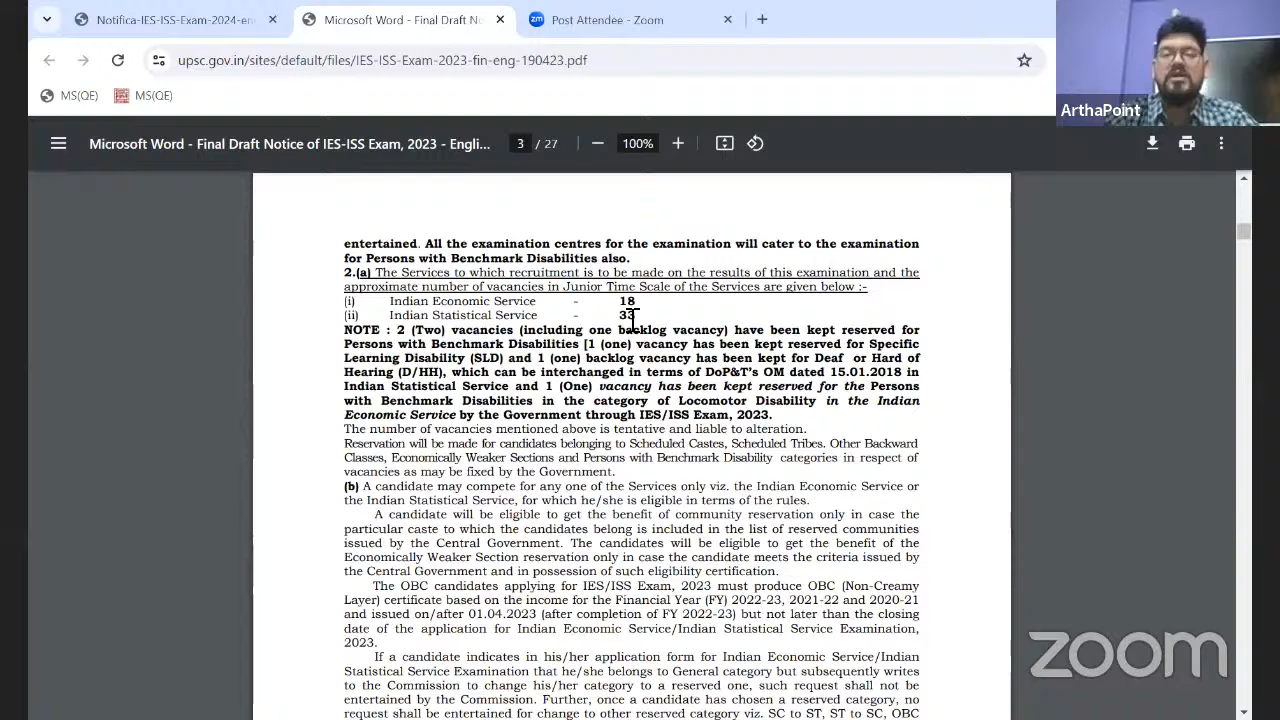 Notifica-IES-ISS-Exam-2024-en
Microsoft Word - Final Draft No
zm Post Attendee - Zoom
upsc.gov.in/sites/default/files/IES-ISS-Exam-2023-fin-eng-190423.pdf
MS(QE) MS(QE)
ArthaPoint
Microsoft Word - Final Draft Notice of IES-ISS Exam, 2023 - Engli... 3 / 27 100%
entertained. All the examination centres for the examination will cater to the examination
for Persons with Benchmark Disabilities also.
2.(a) The Services to which recruitment is to be made on the results of this examination and the
approximate number of vacancies in Junior Time Scale of the Services are given below :-
(i) Indian Economic Service - 18
(ii) Indian Statistical Service - 33
NOTE : 2 (Two) vacancies (including one backlog vacancy) have been kept reserved for
Persons with Benchmark Disabilities [1 (one) vacancy has been kept reserved for Specific
Learning Disability (SLD) and 1 (one) backlog vacancy has been kept for Deaf or Hard of
Hearing (D/HH), which can be interchanged in terms of DoP&T's OM dated 15.01.2018 in
Indian Statistical Service and 1 (One) vacancy has been kept reserved for the Persons
with Benchmark Disabilities in the category of Locomotor Disability in the Indian
Economic Service by the Government through IES/ISS Exam, 2023.
The number of vacancies mentioned above is tentative and liable to alteration.
Reservation will be made for candidates belonging to Scheduled Castes, Scheduled Tribes. Other Backward
Classes, Economically Weaker Sections and Persons with Benchmark Disability categories in respect of
vacancies as may be fixed by the Government.
(b) A candidate may compete for any one of the Services only viz. the Indian Economic Service or
the Indian Statistical Service, for which he/she is eligible in terms of the rules.
A candidate will be eligible to get the benefit of community reservation only in case the
particular caste to which the candidates belong is included in the list of reserved communities
issued by the Central Government. The candidates will be eligible to get the benefit of the
Economically Weaker Section reservation only in case the candidate meets the criteria issued by
the Central Government and in possession of such eligibility certification.
The OBC candidates applying for IES/ISS Exam, 2023 must produce OBC (Non-Creamy
Layer) certificate based on the income for the Financial Year (FY) 2022-23, 2021-22 and 2020-21
and issued on/after 01.04.2023 (after completion of FY 2022-23) but not later than the closing
date of the application for Indian Economic Service/Indian Statistical Service Examination,
2023.
If a candidate indicates in his/her application form for Indian Economic Service/Indian
Statistical Service Examination that he/she belongs to General category but subsequently writes
to the Commission to change his/her category to a reserved one, such request shall not be
entertained by the Commission. Further, once a candidate has chosen a reserved category, no
request shall be entertained for change to other reserved category viz. SC to ST, ST to SC, OBC
zoom